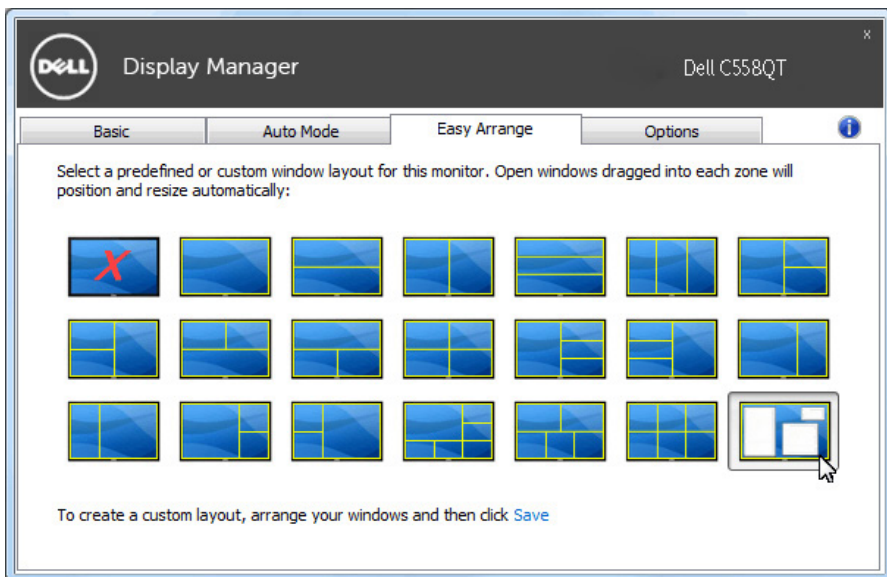 DELL Display Manager Dell C558QT x
Basic Auto Mode Easy Arrange Options i
Select a predefined or custom window layout for this monitor. Open windows dragged into each zone will
position and resize automatically:
X
To create a custom layout, arrange your windows and then click Save